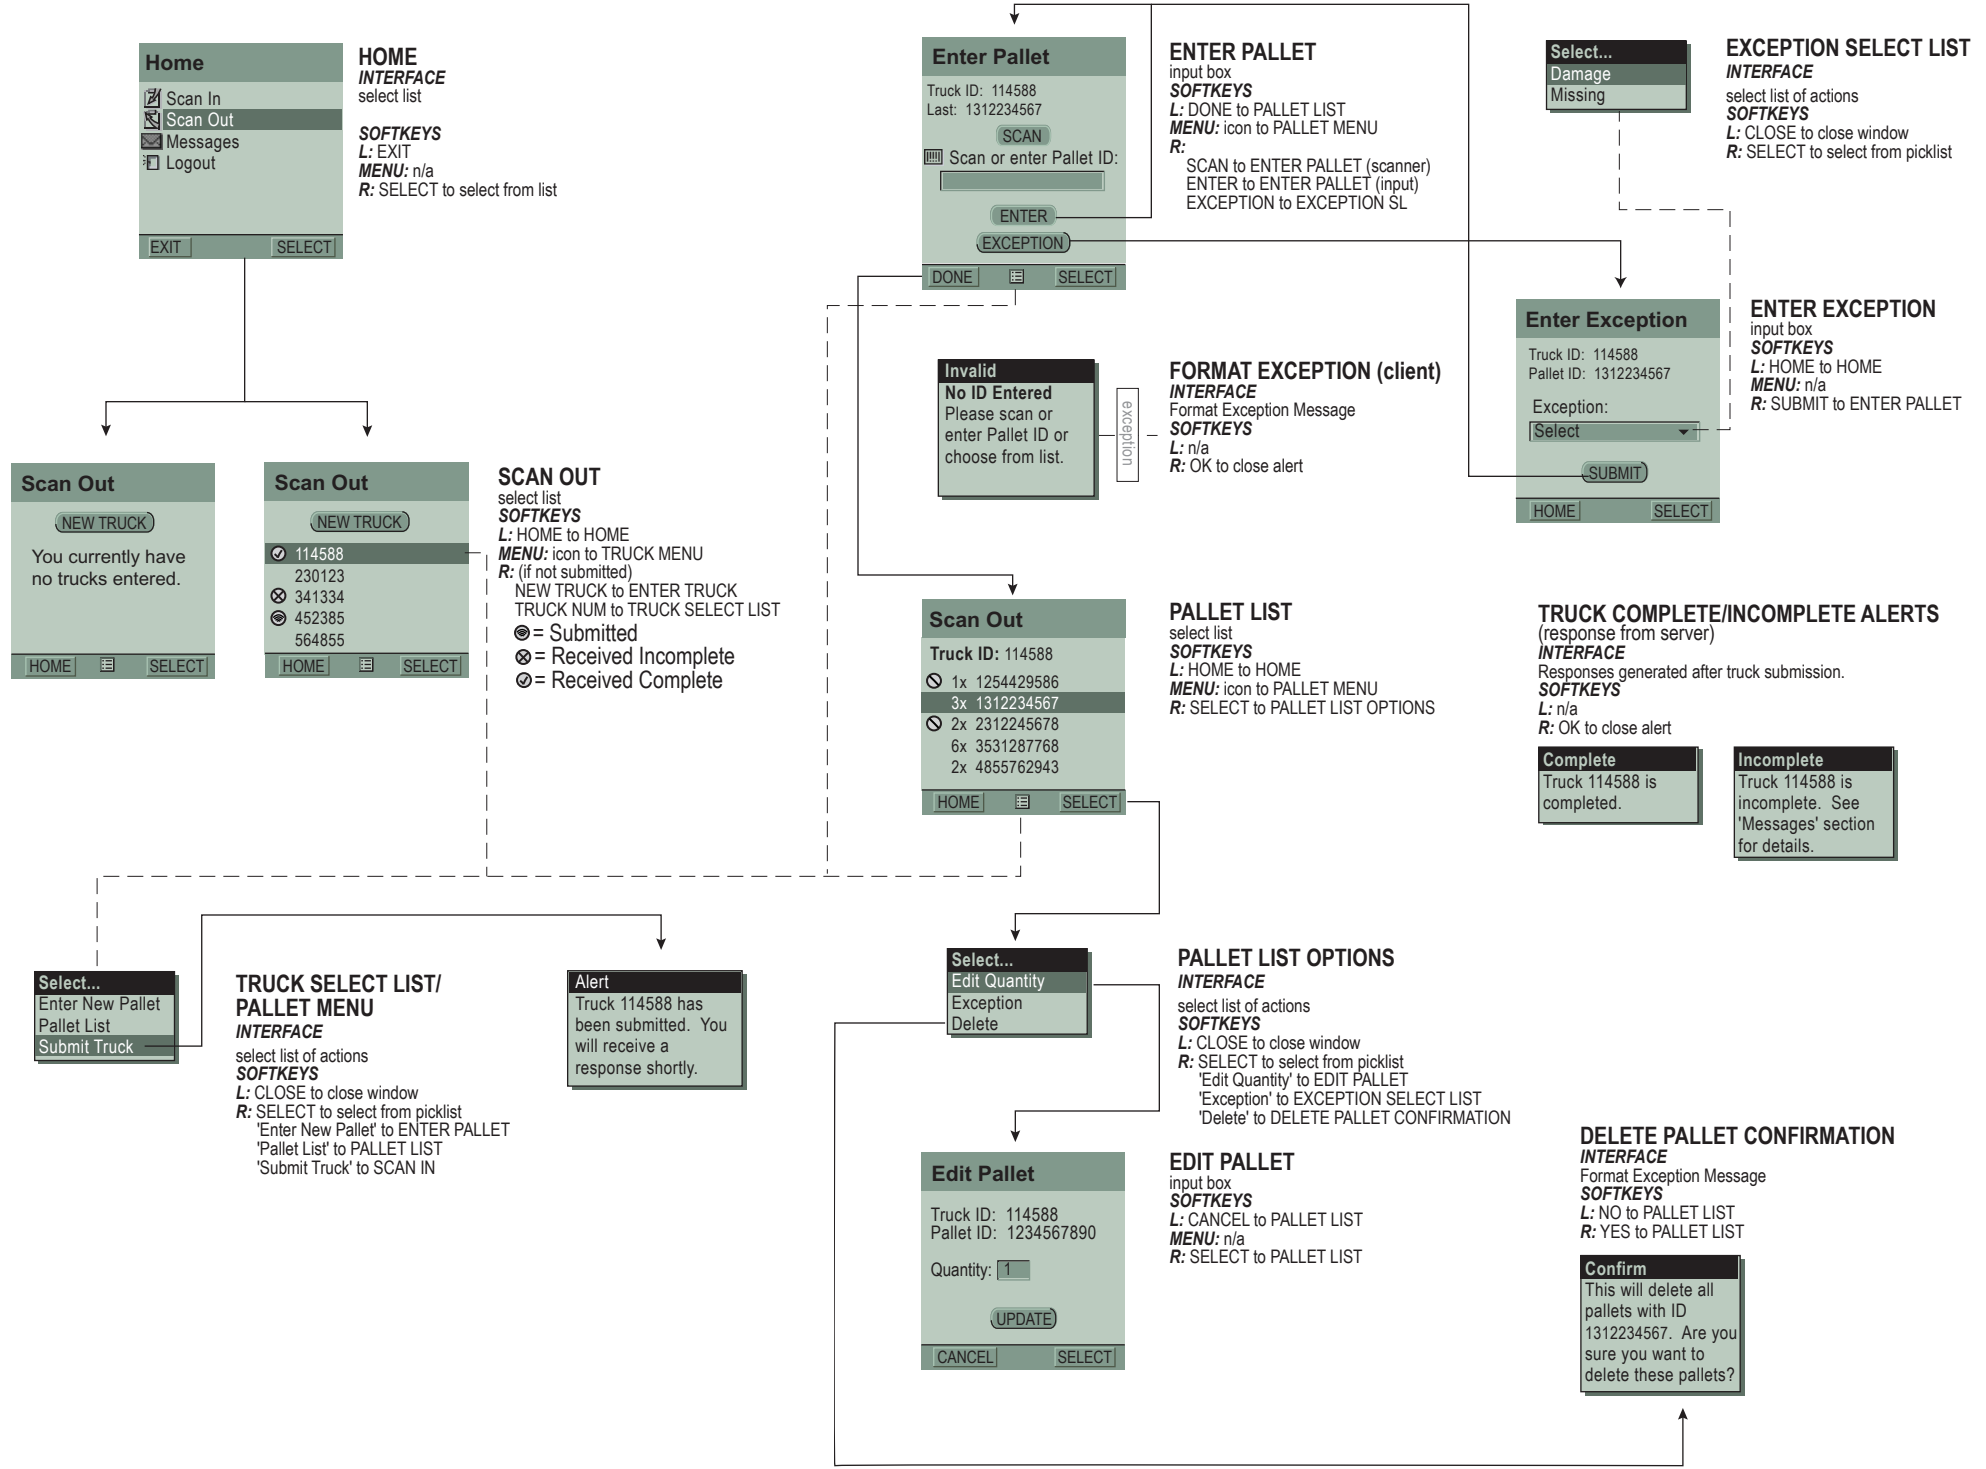 Home
Scan In
Scan Out
Messages
Logout
EXIT
SELECT
HOME
INTERFACE
select list
SOFTKEYS
L: EXIT
MENU: n/a
R: SELECT to select from list
Scan Out
NEW TRUCK
You currently have
no trucks entered.
HOME
SELECT
Scan Out
NEW TRUCK
114588
230123
341334
452385
564855
HOME
SELECT
SCAN OUT
select list
SOFTKEYS
L: HOME to HOME
MENU: icon to TRUCK MENU
R: (if not submitted)
NEW TRUCK to ENTER TRUCK
TRUCK NUM to TRUCK SELECT LIST
= Submitted
= Received Incomplete
= Received Complete
Select...
Enter New Pallet
Pallet List
Submit Truck
TRUCK SELECT LIST/
PALLET MENU
INTERFACE
select list of actions
SOFTKEYS
L: CLOSE to close window
R: SELECT to select from picklist
'Enter New Pallet' to ENTER PALLET
'Pallet List' to PALLET LIST
'Submit Truck' to SCAN IN
Alert
Truck 114588 has
been submitted. You
will receive a
response shortly.
Enter Pallet
Truck ID: 114588
Last: 1312234567
SCAN
Scan or enter Pallet ID:
ENTER
EXCEPTION
DONE
SELECT
ENTER PALLET
input box
SOFTKEYS
L: DONE to PALLET LIST
MENU: icon to PALLET MENU
R:
SCAN to ENTER PALLET (scanner)
ENTER to ENTER PALLET (input)
EXCEPTION to EXCEPTION SL
Invalid
No ID Entered
Please scan or
enter Pallet ID or
choose from list.
exception
FORMAT EXCEPTION (client)
INTERFACE
Format Exception Message
SOFTKEYS
L: n/a
R: OK to close alert
Scan Out
Truck ID: 114588
1x 1254429586
3x 1312234567
2x 2312245678
6x 3531287768
2x 4855762943
HOME
SELECT
PALLET LIST
select list
SOFTKEYS
L: HOME to HOME
MENU: icon to PALLET MENU
R: SELECT to PALLET LIST OPTIONS
Select...
Edit Quantity
Exception
Delete
PALLET LIST OPTIONS
INTERFACE
select list of actions
SOFTKEYS
L: CLOSE to close window
R: SELECT to select from picklist
'Edit Quantity' to EDIT PALLET
'Exception' to EXCEPTION SELECT LIST
'Delete' to DELETE PALLET CONFIRMATION
Edit Pallet
Truck ID: 114588
Pallet ID: 1234567890
Quantity: 1
UPDATE
CANCEL
SELECT
EDIT PALLET
input box
SOFTKEYS
L: CANCEL to PALLET LIST
MENU: n/a
R: SELECT to PALLET LIST
Select...
Damage
Missing
EXCEPTION SELECT LIST
INTERFACE
select list of actions
SOFTKEYS
L: CLOSE to close window
R: SELECT to select from picklist
Enter Exception
Truck ID: 114588
Pallet ID: 1312234567
Exception:
Select
SUBMIT
HOME
SELECT
ENTER EXCEPTION
input box
SOFTKEYS
L: HOME to HOME
MENU: n/a
R: SUBMIT to ENTER PALLET
TRUCK COMPLETE/INCOMPLETE ALERTS
(response from server)
INTERFACE
Responses generated after truck submission.
SOFTKEYS
L: n/a
R: OK to close alert
Complete
Truck 114588 is
completed.
Incomplete
Truck 114588 is
incomplete. See
'Messages' section
for details.
DELETE PALLET CONFIRMATION
INTERFACE
Format Exception Message
SOFTKEYS
L: NO to PALLET LIST
R: YES to PALLET LIST
Confirm
This will delete all
pallets with ID
1312234567. Are you
sure you want to
delete these pallets?